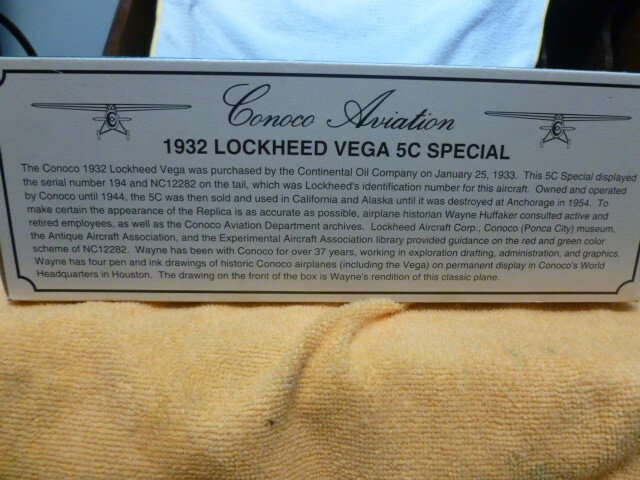 Conoco Aviation
1932 LOCKHEED VEGA 5C SPECIAL
The Conoco 1932 Lockheed Vega was purchased by the Continental Oil Company on January 25, 1933. This 5C Special displayed
the serial number 194 and NC12282 on the tail, which was Lockheed's identification number for this aircraft. Owned and operated
by Conoco until 1944, the 5C was then sold and used in California and Alaska until it was destroyed at Anchorage in 1954. To
make certain the appearance of the Replica is as accurate as possible, airplane historian Wayne Huffaker consulted active and
retired employees, as well as the Conoco Aviation Department archives. Lockheed Aircraft Corp., Conoco (Ponca City) museum,
the Antique Aircraft Association, and the Experimental Aircraft Association library provided guidance on the red and green color
scheme of NC12282. Wayne has been with Conoco for over 37 years, working in exploration drafting, administration, and graphics.
Wayne has four pen and ink drawings of historic Conoco airplanes (including the Vega) on permanent display in Conoco's World
Headquarters in Houston. The drawing on the front of the box is Wayne's rendition of this classic plane.